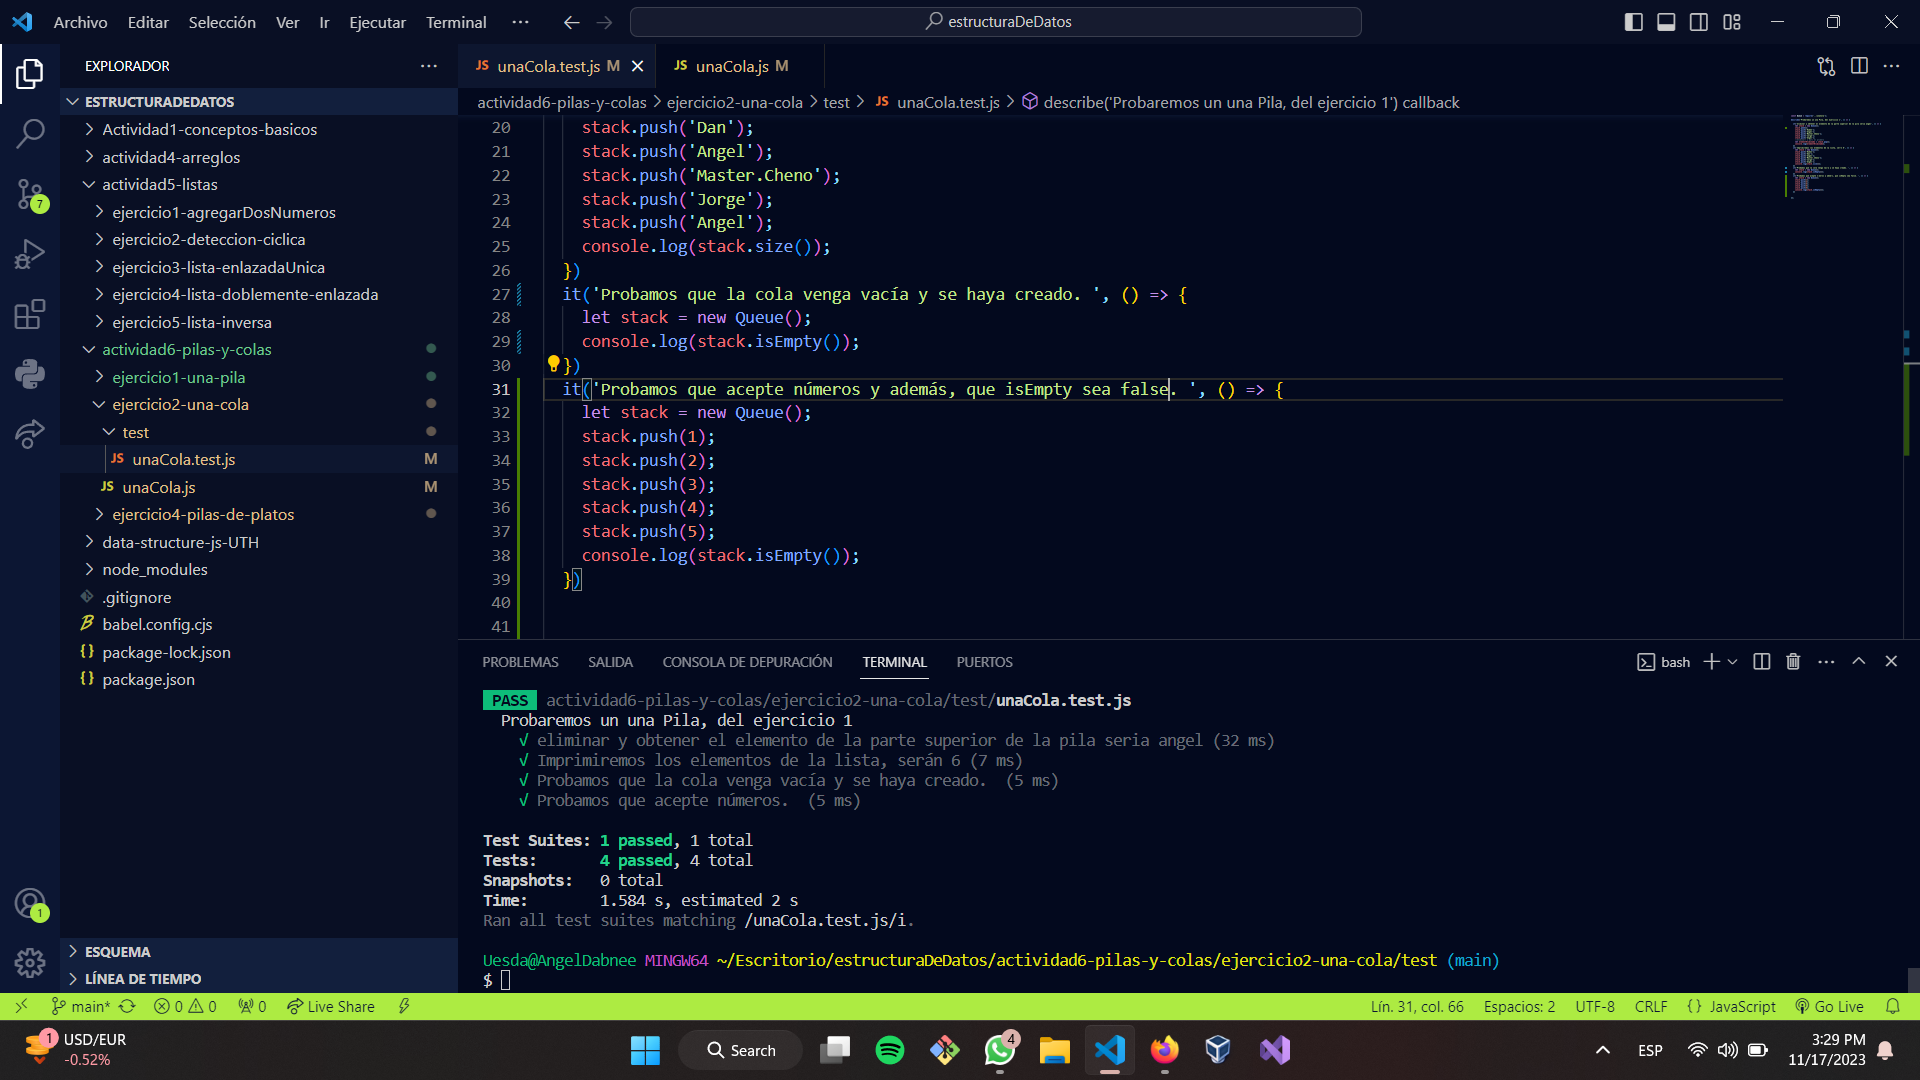 Archivo Editar Selección Ver Ir Ejecutar Terminal ··· estructuraDeDatos
EXPLORADOR
ESTRUCTURADEDATOS
Actividad1-conceptos-basicos
actividad4-arreglos
actividad5-listas
ejercicio1-agregarDosNumeros
ejercicio2-deteccion-ciclica
ejercicio3-lista-enlazadaUnica
ejercicio4-lista-doblemente-enlazada
ejercicio5-lista-inversa
actividad6-pilas-y-colas
ejercicio1-una-pila
ejercicio2-una-cola
test
JS unaCola.test.js M
JS unaCola.js M
ejercicio4-pilas-de-platos
data-structure-js-UTH
node_modules
.gitignore
babel.config.cjs
{} package-lock.json
{} package.json
ESQUEMA
LÍNEA DE TIEMPO
7
1
JS unaCola.test.js M JS unaCola.js M
actividad6-pilas-y-colas > ejercicio2-una-cola > test > JS unaCola.test.js > describe('Probaremos un una Pila, del ejercicio 1') callback
20 stack.push('Dan');
21 stack.push('Angel');
22 stack.push('Master.Cheno');
23 stack.push('Jorge');
24 stack.push('Angel');
25 console.log(stack.size());
26 })
27 it('Probamos que la cola venga vacía y se haya creado. ', () => {
28 let stack = new Queue();
29 console.log(stack.isEmpty());
30 })
31 it('Probamos que acepte números y además, que isEmpty sea false. ', () => {
32 let stack = new Queue();
33 stack.push(1);
34 stack.push(2);
35 stack.push(3);
36 stack.push(4);
37 stack.push(5);
38 console.log(stack.isEmpty());
39 })
40
41
PROBLEMAS SALIDA CONSOLA DE DEPURACIÓN TERMINAL PUERTOS bash
PASS actividad6-pilas-y-colas/ejercicio2-una-cola/test/unaCola.test.js
Probaremos un una Pila, del ejercicio 1
√ eliminar y obtener el elemento de la parte superior de la pila seria angel (32 ms)
√ Imprimiremos los elementos de la lista, serán 6 (7 ms)
√ Probamos que la cola venga vacía y se haya creado. (5 ms)
√ Probamos que acepte números. (5 ms)
Test Suites: 1 passed, 1 total
Tests: 4 passed, 4 total
Snapshots: 0 total
Time: 1.584 s, estimated 2 s
Ran all test suites matching /unaCola.test.js/i.
Uesda@AngelDabnee MINGW64 ~/Escritorio/estructuraDeDatos/actividad6-pilas-y-colas/ejercicio2-una-cola/test (main)
$
main* 0 0 0 Live Share Lín. 31, col. 66 Espacios: 2 UTF-8 CRLF {} JavaScript Go Live
1 USD/EUR
-0.52%
Search
4
ESP
3:29 PM
11/17/2023